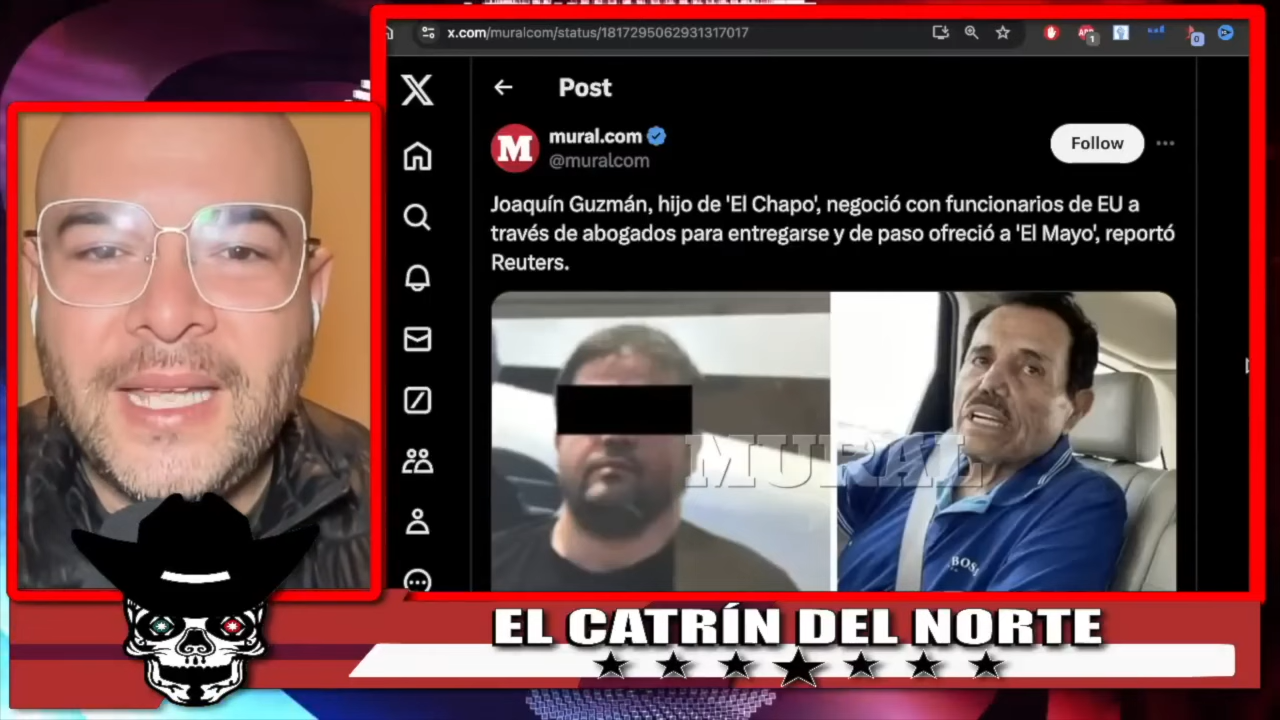 x.com/muralcom/status/1817295062931317017
Post
M
mural.com
@muralcom
Follow
Joaquín Guzmán, hijo de 'El Chapo', negoció con funcionarios de EU a
través de abogados para entregarse y de paso ofreció a 'El Mayo', reportó
Reuters.
MURAL
BOSS
EL CATRÍN DEL NORTE